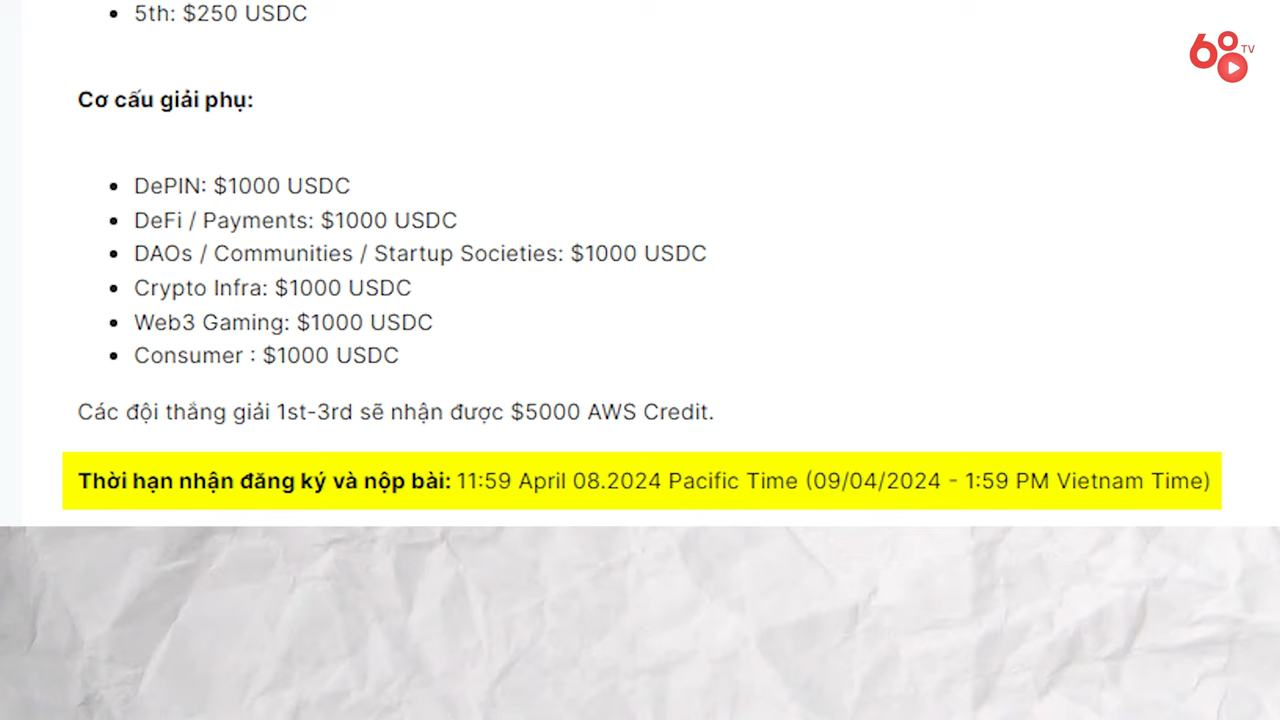 5th: $250 USDC
68 TV
Cơ cấu giải phụ:
DePIN: $1000 USDC
DeFi / Payments: $1000 USDC
DAOs / Communities / Startup Societies: $1000 USDC
Crypto Infra: $1000 USDC
Web3 Gaming: $1000 USDC
Consumer : $1000 USDC
Các đội thắng giải 1st-3rd sẽ nhận được $5000 AWS Credit.
Thời hạn nhận đăng ký và nộp bài: 11:59 April 08.2024 Pacific Time (09/04/2024 - 1:59 PM Vietnam Time)